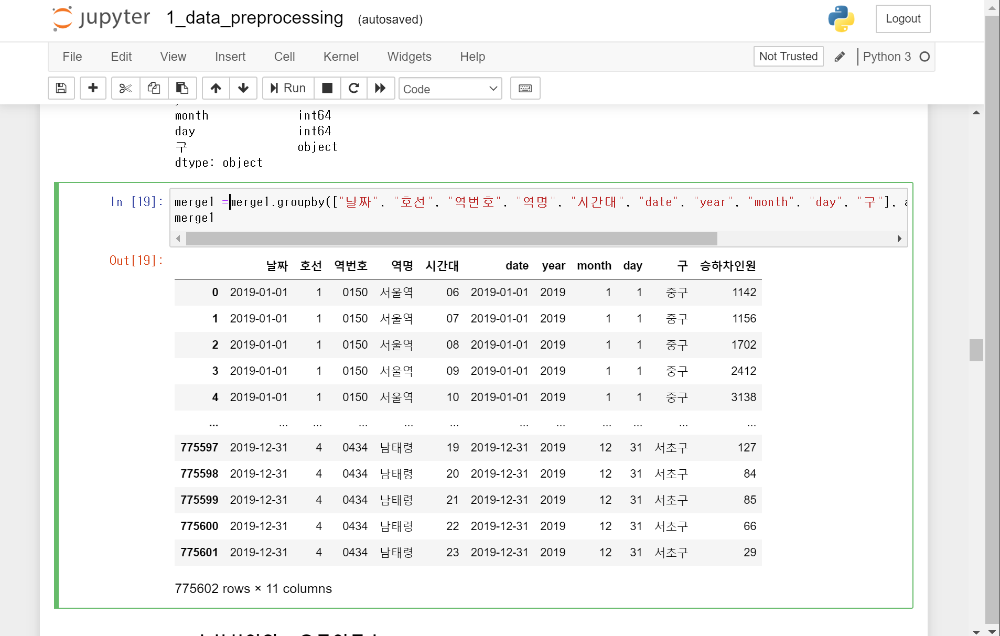 jupyter 1_data_preprocessing (autosaved) Logout
File Edit View Insert Cell Kernel Widgets Help Not Trusted Python 3
Run Code
month int64
day int64
구 object
dtype: object
In [19]: merge1 =merge1.groupby(["날짜", "호선", "역번호", "역명", "시간대", "date", "year", "month", "day", "구"], a
merge1
Out[19]:
날짜 호선 역번호 역명 시간대 date year month day 구 승하차인원
0 2019-01-01 1 0150 서울역 06 2019-01-01 2019 1 1 중구 1142
1 2019-01-01 1 0150 서울역 07 2019-01-01 2019 1 1 중구 1156
2 2019-01-01 1 0150 서울역 08 2019-01-01 2019 1 1 중구 1702
3 2019-01-01 1 0150 서울역 09 2019-01-01 2019 1 1 중구 2412
4 2019-01-01 1 0150 서울역 10 2019-01-01 2019 1 1 중구 3138
... ... ... ... ... ... ... ... ... ... ... ...
775597 2019-12-31 4 0434 남태령 19 2019-12-31 2019 12 31 서초구 127
775598 2019-12-31 4 0434 남태령 20 2019-12-31 2019 12 31 서초구 84
775599 2019-12-31 4 0434 남태령 21 2019-12-31 2019 12 31 서초구 85
775600 2019-12-31 4 0434 남태령 22 2019-12-31 2019 12 31 서초구 66
775601 2019-12-31 4 0434 남태령 23 2019-12-31 2019 12 31 서초구 29
775602 rows × 11 columns